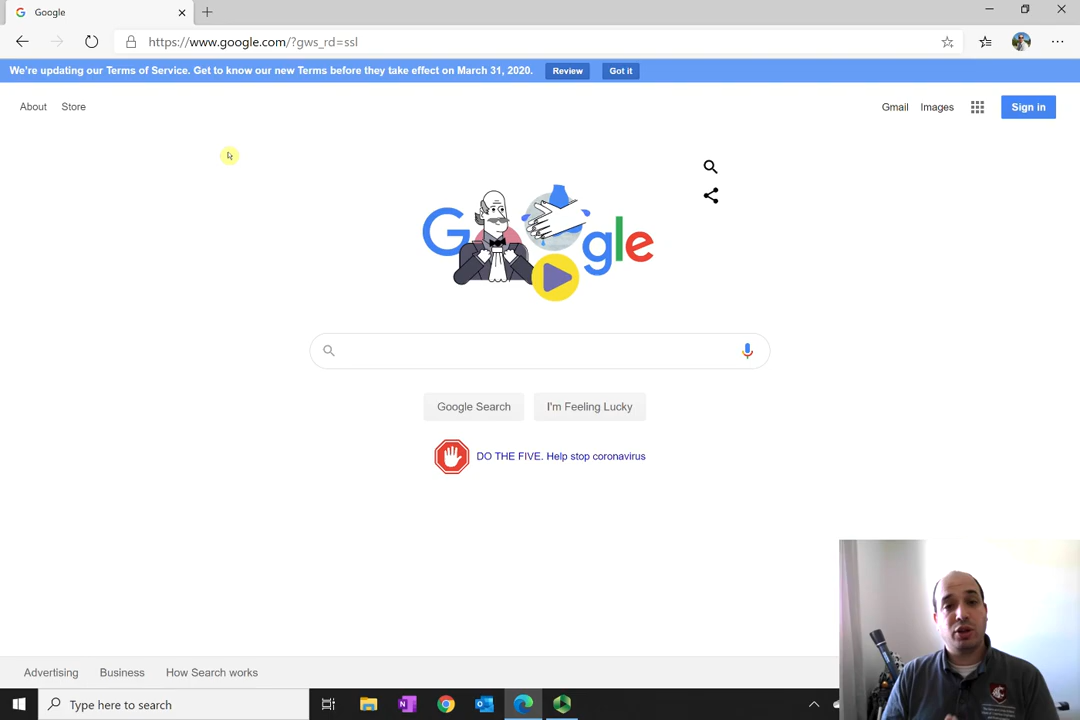 Google
https://www.google.com/?gws_rd=ssl
We're updating our Terms of Service. Get to know our new Terms before they take effect on March 31, 2020. Review Got it
About Store Gmail Images Sign in
Google
Google Search I'm Feeling Lucky
DO THE FIVE. Help stop coronavirus
Advertising Business How Search works
Type here to search